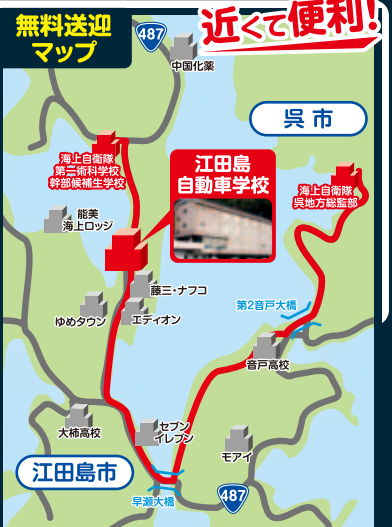 無料送迎
マップ
近くて便利!
487
中国化薬
呉市
海上自衛隊
第一術科学校
幹部候補生学校
江田島
自動車学校
海上自衛隊
呉地方総監部
能美
海上ロッジ
藤三・ナフコ
第2音戸大橋
ゆめタウン
エディオン
音戸高校
大柿高校
セブン
イレブン
モアイ
江田島市
早瀬大橋
487